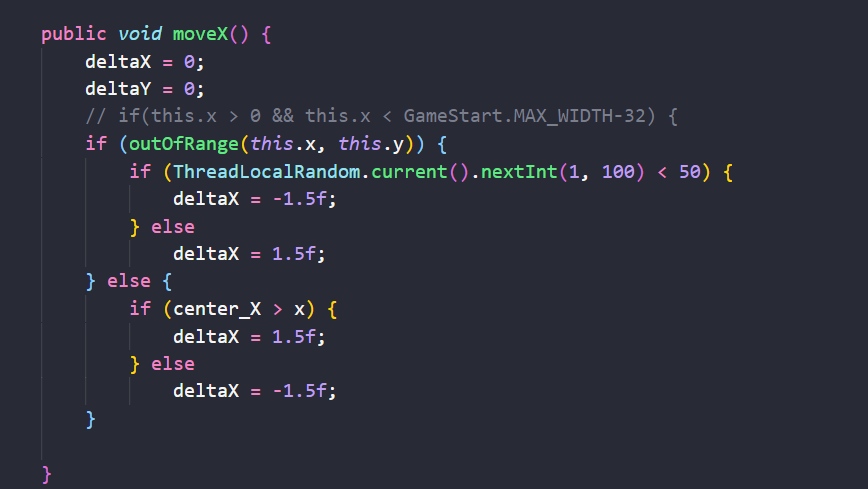 public void moveX() {
    deltaX = 0;
    deltaY = 0;
    // if(this.x > 0 && this.x < GameStart.MAX_WIDTH-32) {
    if (outOfRange(this.x, this.y)) {
        if (ThreadLocalRandom.current().nextInt(1, 100) < 50) {
            deltaX = -1.5f;
        } else
            deltaX = 1.5f;
    } else {
        if (center_X > x) {
            deltaX = 1.5f;
        } else
            deltaX = -1.5f;
    }
}